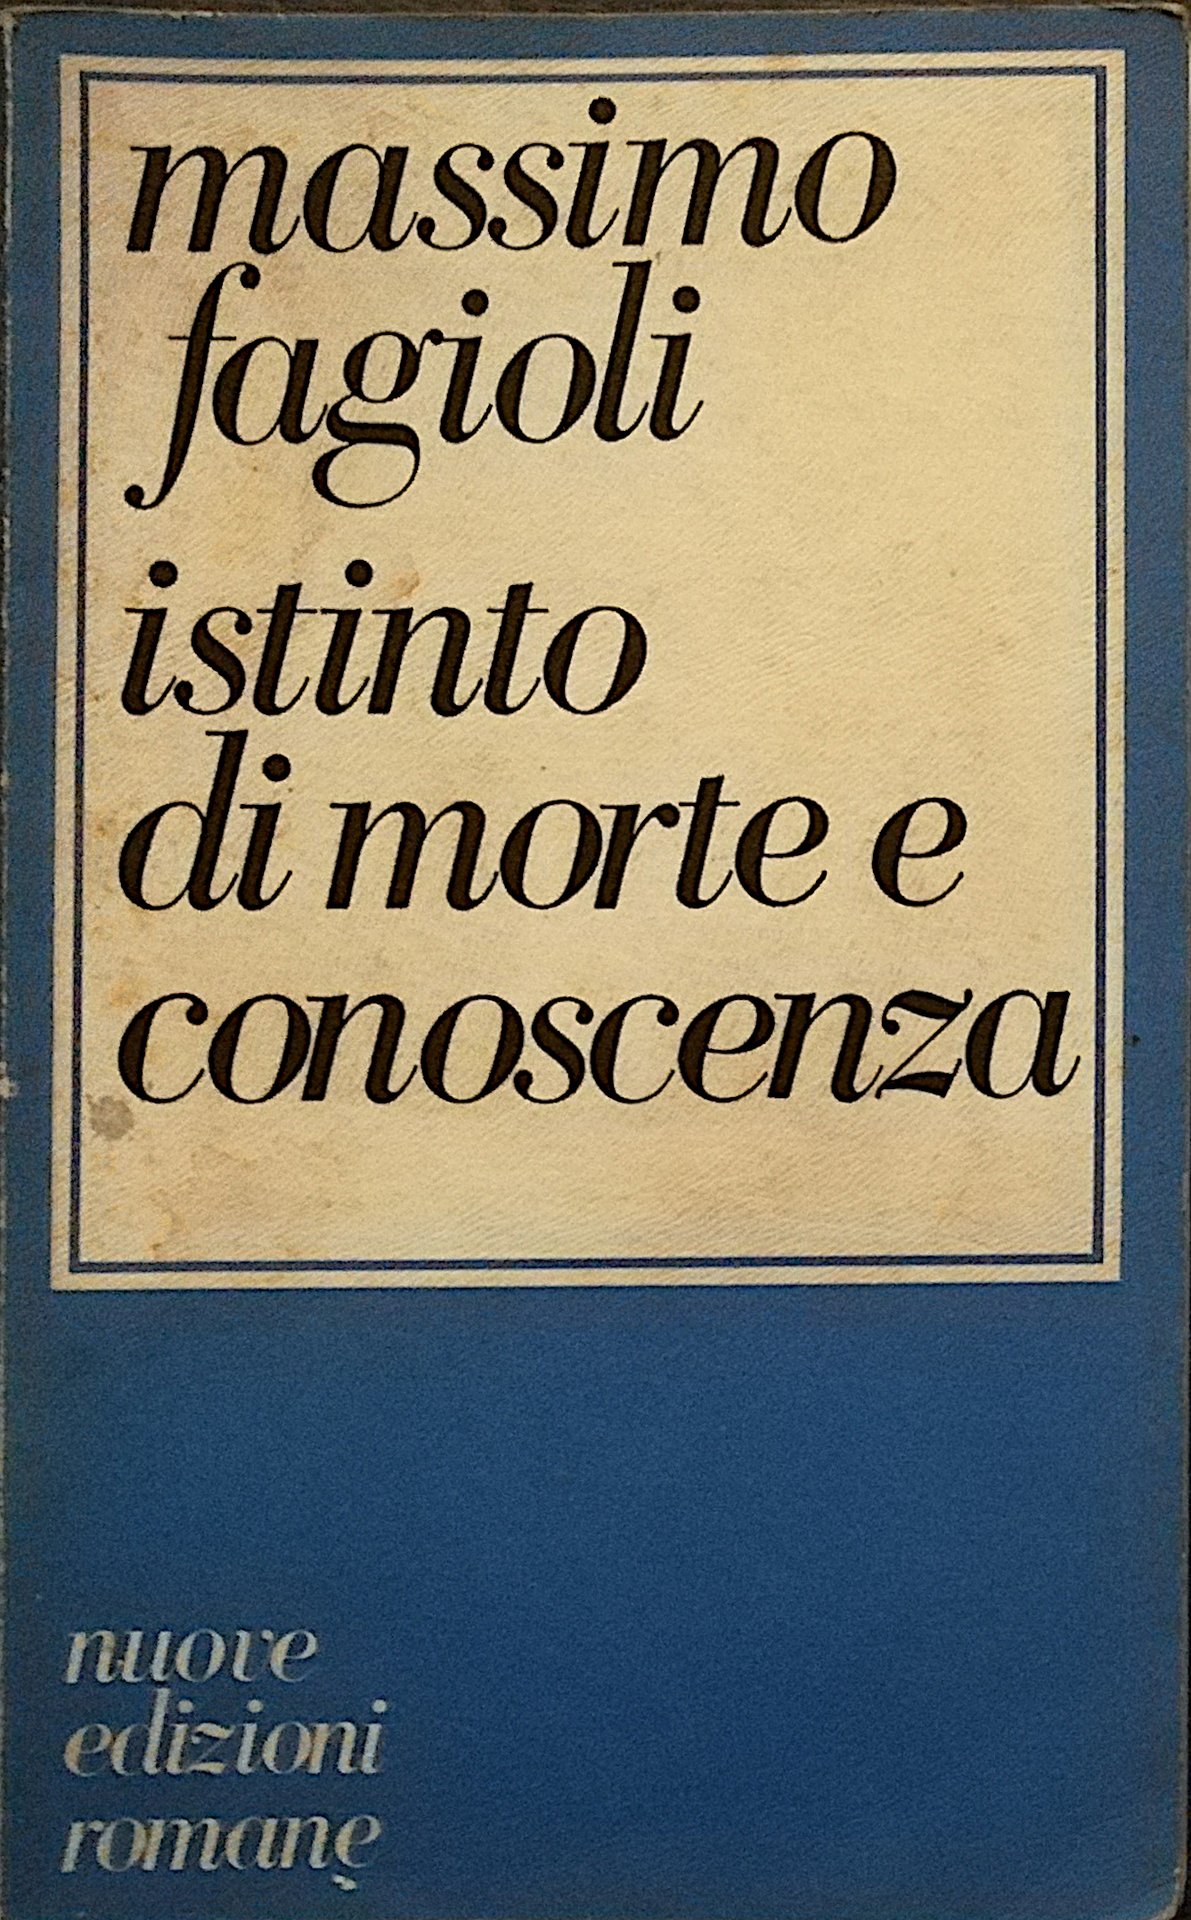 massimo
fagioli
istinto
di morte e
conoscenza
nuove
edizioni
romane